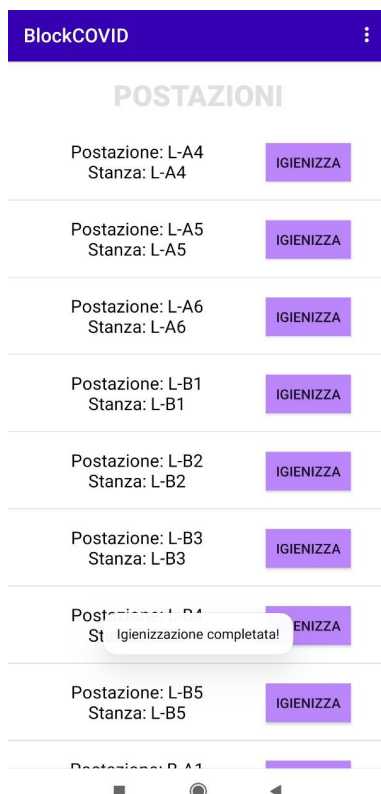 BlockCOVID
POSTAZIONI
Postazione: L-A4
Stanza: L-A4
IGIENIZZA
Postazione: L-A5
Stanza: L-A5
IGIENIZZA
Postazione: L-A6
Stanza: L-A6
IGIENIZZA
Postazione: L-B1
Stanza: L-B1
IGIENIZZA
Postazione: L-B2
Stanza: L-B2
IGIENIZZA
Postazione: L-B3
Stanza: L-B3
IGIENIZZA
Postazione: L-B4
Igienizzazione completata!
Postazione: L-B5
Stanza: L-B5
IGIENIZZA